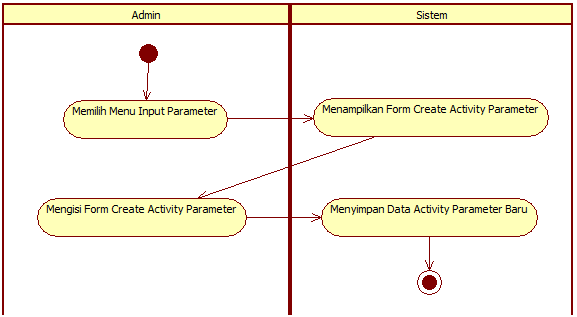 Admin
Sistem
Memilih Menu Input Parameter
Menampilkan Form Create Activity Parameter
Mengisi Form Create Activity Parameter
Menyimpan Data Activity Parameter Baru